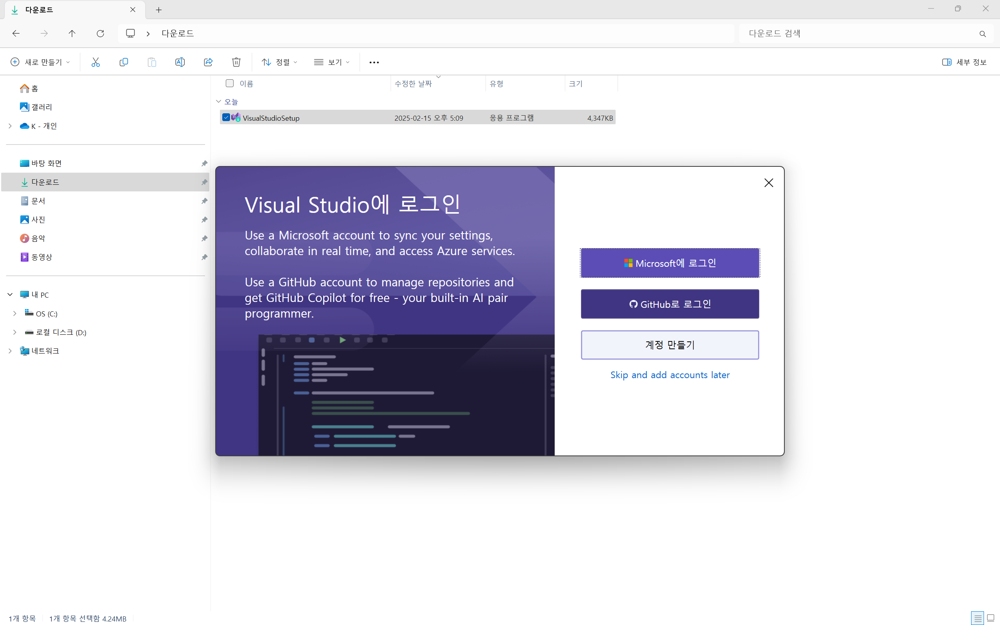 다운로드
다운로드
다운로드 검색
새로 만들기
정렬
보기
세부 정보
홈
갤러리
K - 개인
바탕 화면
다운로드
문서
사진
음악
동영상
내 PC
OS (C:)
로컬 디스크 (D:)
네트워크
이름 수정한 날짜 유형 크기
오늘
VisualStudioSetup 2025-02-15 오후 5:09 응용 프로그램 4,347KB
Visual Studio에 로그인
Use a Microsoft account to sync your settings,
collaborate in real time, and access Azure services.
Use a GitHub account to manage repositories and
get GitHub Copilot for free - your built-in AI pair
programmer.
Microsoft에 로그인
GitHub로 로그인
계정 만들기
Skip and add accounts later
1개 항목 1개 항목 선택함 4.24MB